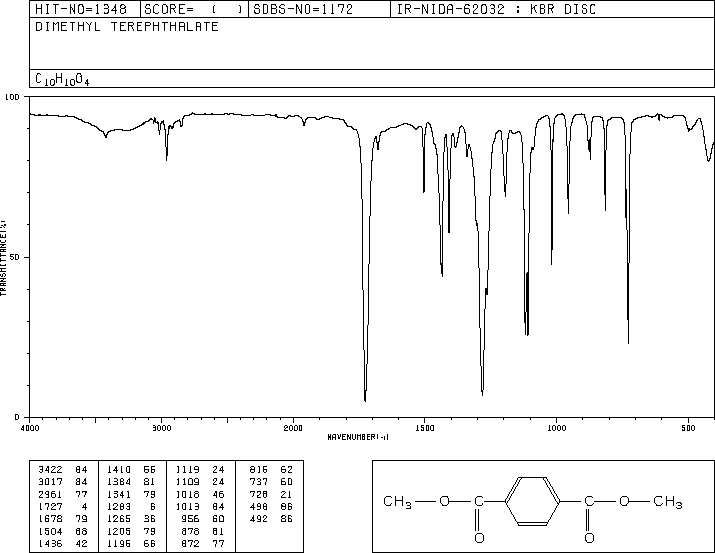 HIT-NO=1348 SCORE= ( ) SDBS-NO=1172 IR-NIDA-62032 : KBR DISC
DIMETHYL TEREPHTHALATE
C10H10O4
100
50
0
TRANSMITTANCE(%)
4000 3000 2000 1500 1000 500
WAVENUMBER(-1)
3422 84 1410 55 1119 24 816 62
3017 84 1384 81 1109 24 737 60
2961 77 1341 79 1018 46 728 21
1727 4 1283 6 1013 84 498 86
1678 79 1265 36 956 60 492 86
1504 68 1205 79 878 81
1436 42 1195 66 872 77
CH3 O C C O CH3
O O